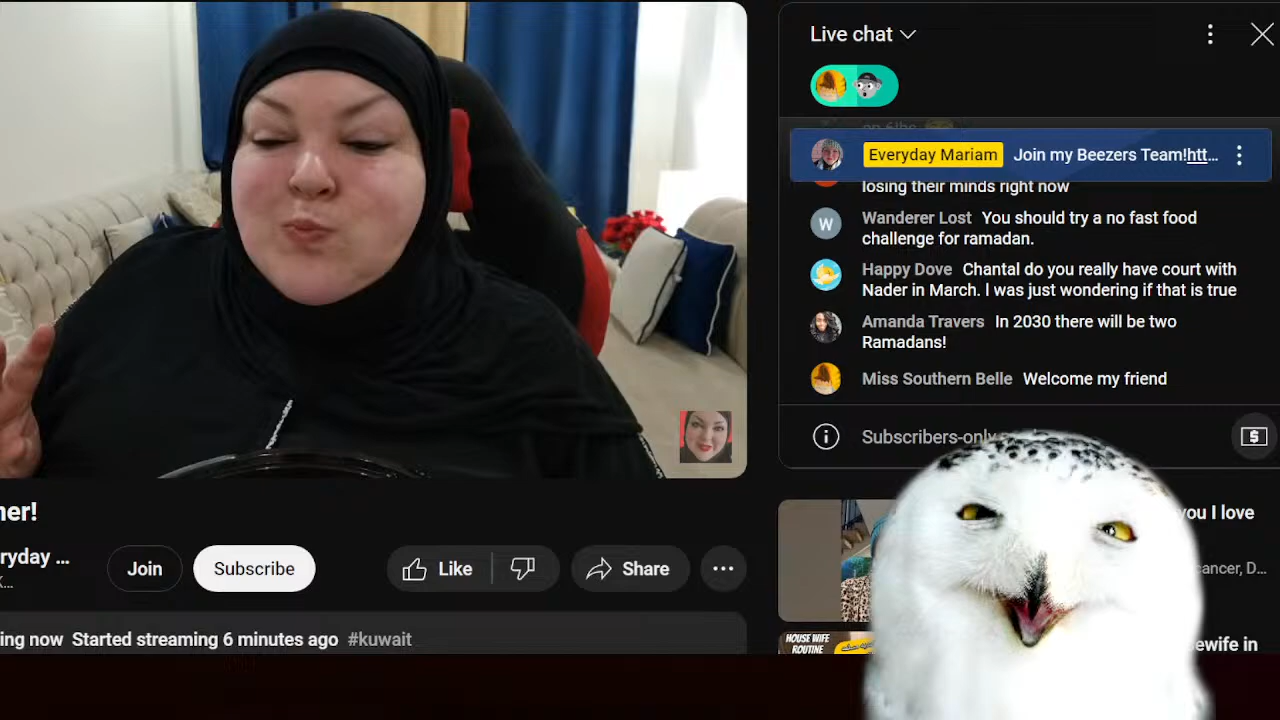 Live chat
Everyday Mariam Join my Beezers Team!htt...
losing their minds right now
Wanderer Lost You should try a no fast food
challenge for ramadan.
W
Happy Dove Chantal do you really have court with
Nader in March. I was just wondering if that is true
Amanda Travers In 2030 there will be two
Ramadans!
Miss Southern Belle Welcome my friend
Subscribers-only
$
ner!
you I love
ryday ...
Join
Subscribe
Like
Share
cancer, D...
ing now Started streaming 6 minutes ago #kuwait
HOUSE WIFE
ROUTINE
ewife in